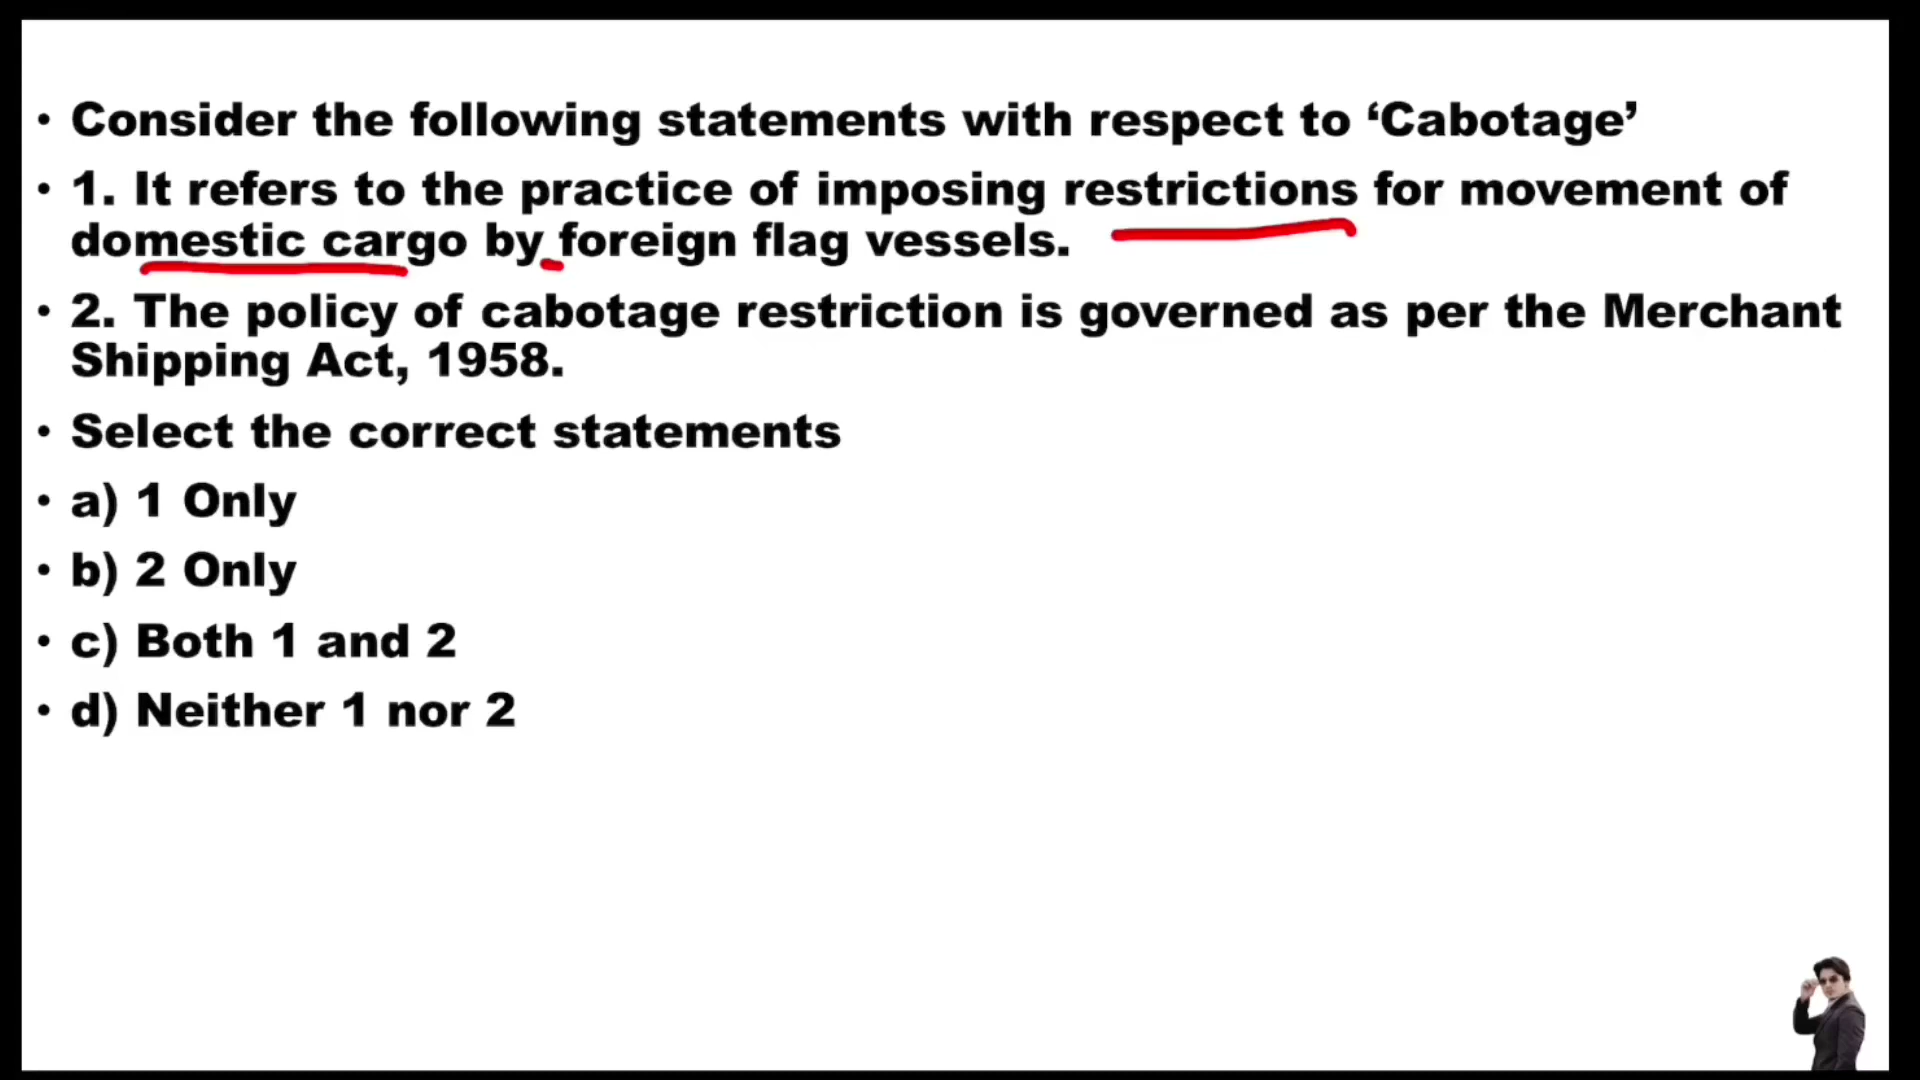 • Consider the following statements with respect to ‘Cabotage’
• 1. It refers to the practice of imposing restrictions for movement of
domestic cargo by foreign flag vessels.
• 2. The policy of cabotage restriction is governed as per the Merchant
Shipping Act, 1958.
• Select the correct statements
• a) 1 Only
• b) 2 Only
• c) Both 1 and 2
• d) Neither 1 nor 2